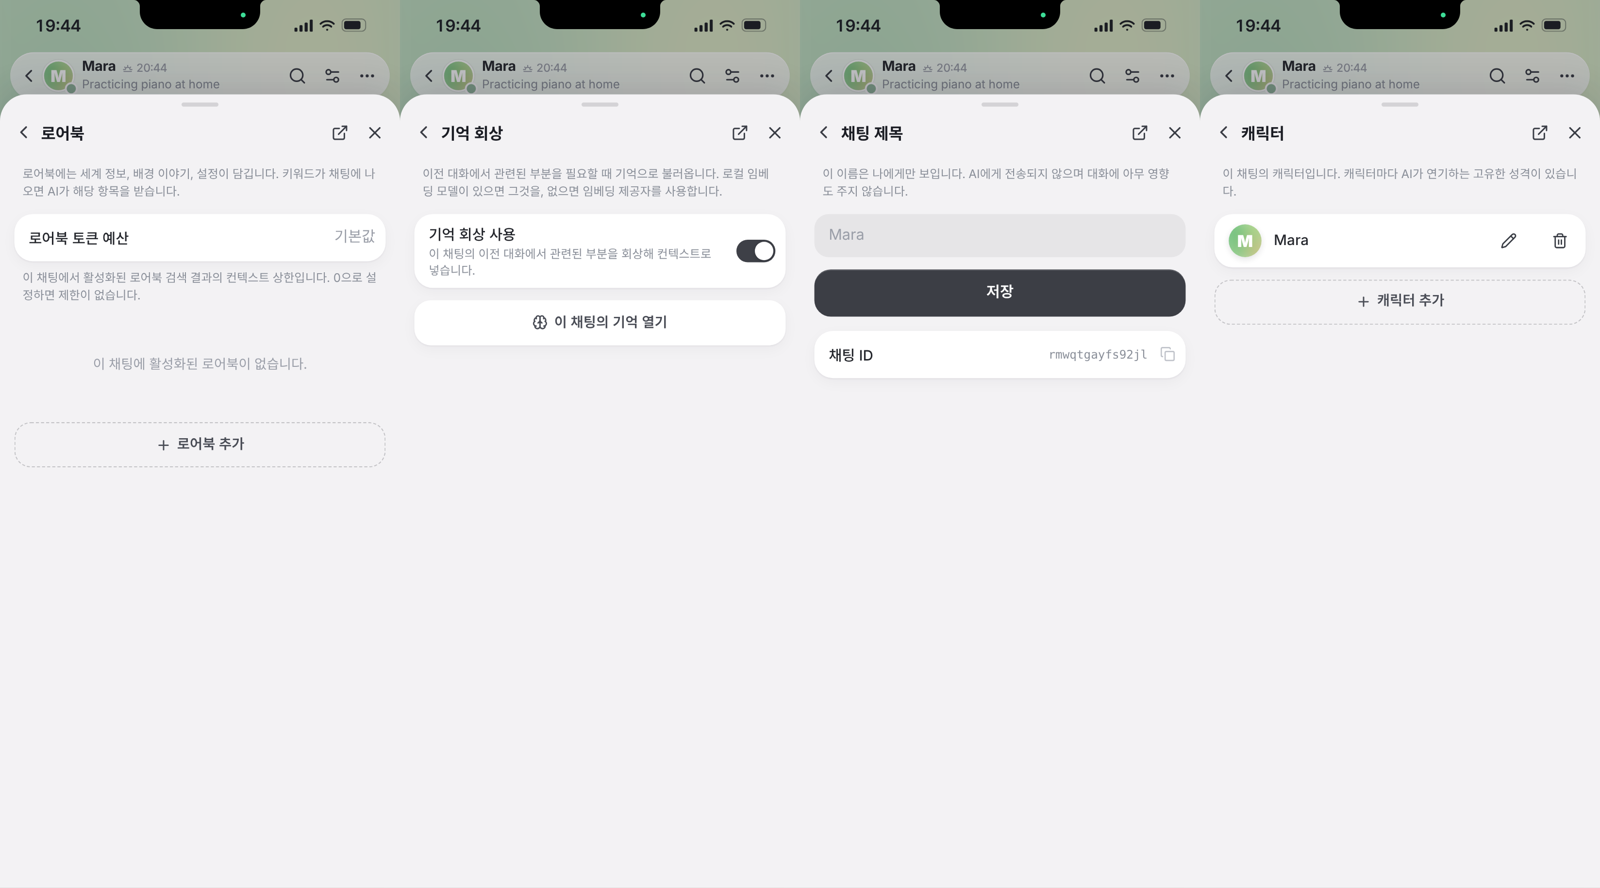 19:44
Mara 20:44
Practicing piano at home
로어북
로어북에는 세계 정보, 배경 이야기, 설정이 담깁니다. 키워드가 채팅에 나
오면 AI가 해당 항목을 받습니다.
로어북 토큰 예산
기본값
이 채팅에서 활성화된 로어북 검색 결과의 컨텍스트 상한입니다. 0으로 설
정하면 제한이 없습니다.
이 채팅에 활성화된 로어북이 없습니다.
로어북 추가
19:44
Mara 20:44
Practicing piano at home
기억 회상
이전 대화에서 관련된 부분을 필요할 때 기억으로 불러옵니다. 로컬 임베
딩 모델이 있으면 그것을, 없으면 임베딩 제공자를 사용합니다.
기억 회상 사용
이 채팅의 이전 대화에서 관련된 부분을 회상해 컨텍스트로
넣습니다.
이 채팅의 기억 열기
19:44
Mara 20:44
Practicing piano at home
채팅 제목
이 이름은 나에게만 보입니다. AI에게 전송되지 않으며 대화에 아무 영향
도 주지 않습니다.
Mara
저장
채팅 ID
rmwqtgayfs92jl
19:44
Mara 20:44
Practicing piano at home
캐릭터
이 채팅의 캐릭터입니다. 캐릭터마다 AI가 연기하는 고유한 성격이 있습니
다.
M
Mara
캐릭터 추가